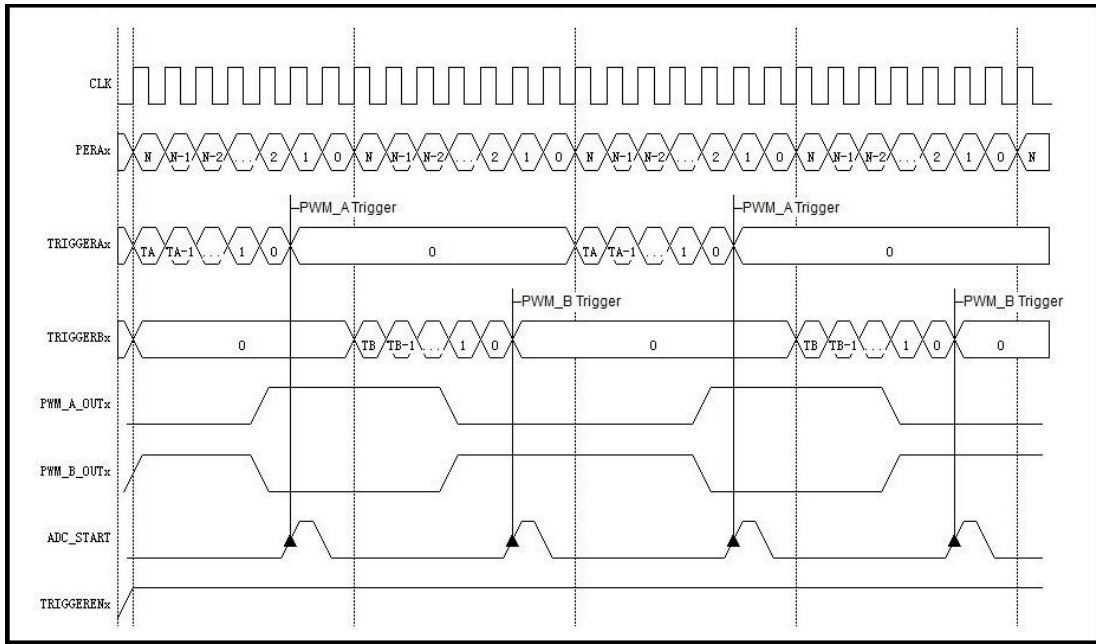 CLK
PERAx N N-1 N-2 ... 2 1 0 N N-1 N-2 ... 2 1 0 N N-1 N-2 ... 2 1 0 N N-1 N-2 ... 2 1 0 N
PWM_A Trigger PWM_A Trigger
TRIGGERAx TA TA-1 ... 1 0 0 TA TA-1 ... 1 0 0
PWM_B Trigger PWM_B Trigger
TRIGGERBx 0 TB TB-1 ... 1 0 0 TB TB-1 ... 1 0 0
PWM_A_OUTx
PWM_B_OUTx
ADC_START
TRIGGERENx